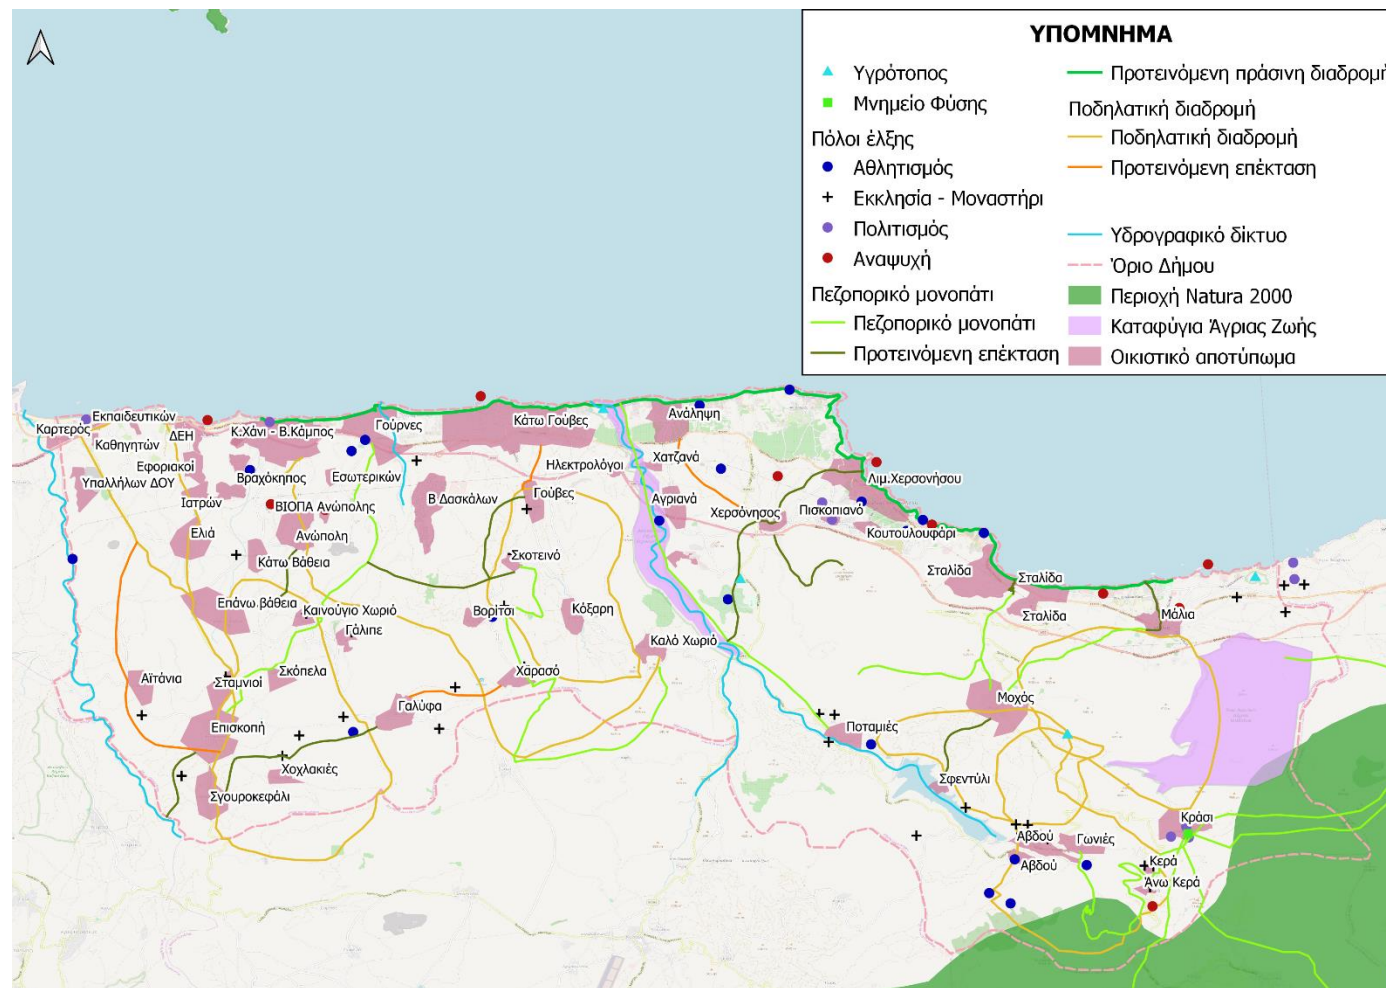 ΥΠΟΜΝΗΜΑ
Υγρότοπος
Μνημείο Φύσης
Πόλοι έλξης
Αθλητισμός
Εκκλησία - Μοναστήρι
Πολιτισμός
Αναψυχή
Πεζοπορικό μονοπάτι
Πεζοπορικό μονοπάτι
Προτεινόμενη επέκταση
Προτεινόμενη πράσινη διαδρομή
Ποδηλατική διαδρομή
Ποδηλατική διαδρομή
Προτεινόμενη επέκταση
Υδρογραφικό δίκτυο
Όριο Δήμου
Περιοχή Natura 2000
Καταφύγια Άγριας Ζωής
Οικιστικό αποτύπωμα
Εκπαιδευτικών
Καρτερός
ΔΕΗ
Καθηγητών
Κ.Χάνι - Β.Κάμπος
Γούρνες
Κάτω Γούβες
Ανάληψη
Εφοριακοί
Υπαλλήλων ΔΟΥ
Βραχόκηπος
Εσωτερικών
Ηλεκτρολόγοι
Χατζανά
Λιμ.Χερσονήσου
Ιατρών
ΒΙΟΠΑ Ανώπολης
Β Δασκάλων
Γούβες
Αγριανά
Χερσόνησος
Πισκοπιανό
Κουτουλουφάρι
Ελιά
Ανώπολη
Κάτω Βάθεια
Σκοτεινό
Σταλίδα
Σταλίδα
Σταλίδα
Μάλια
Επάνω βάθεια
Καινούγιο Χωριό
Γάλιπε
Βορίτσι
Κόξαρη
Καλό Χωριό
Αϊτάνια
Σταμνιοί
Σκόπελα
Χάρασό
Γαλύφα
Μοχός
Επισκοπή
Ποταμιές
Χοχλακιές
Σγουροκεφάλι
Σφεντύλι
Κράσι
Αβδού
Γωνιές
Αβδού
Κερά
Άνω Κερά